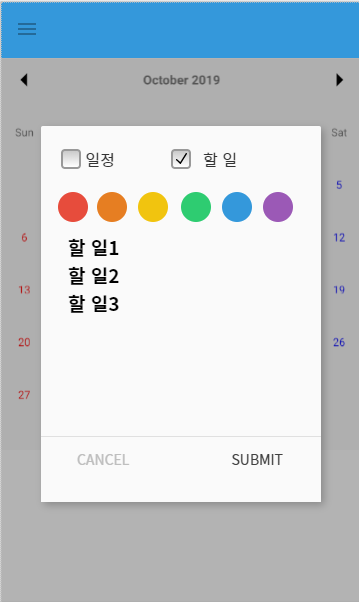 October 2019
Sun
Sat
일정
할 일
5
할 일1
6
12
할 일2
할 일3
13
19
20
26
27
CANCEL
SUBMIT